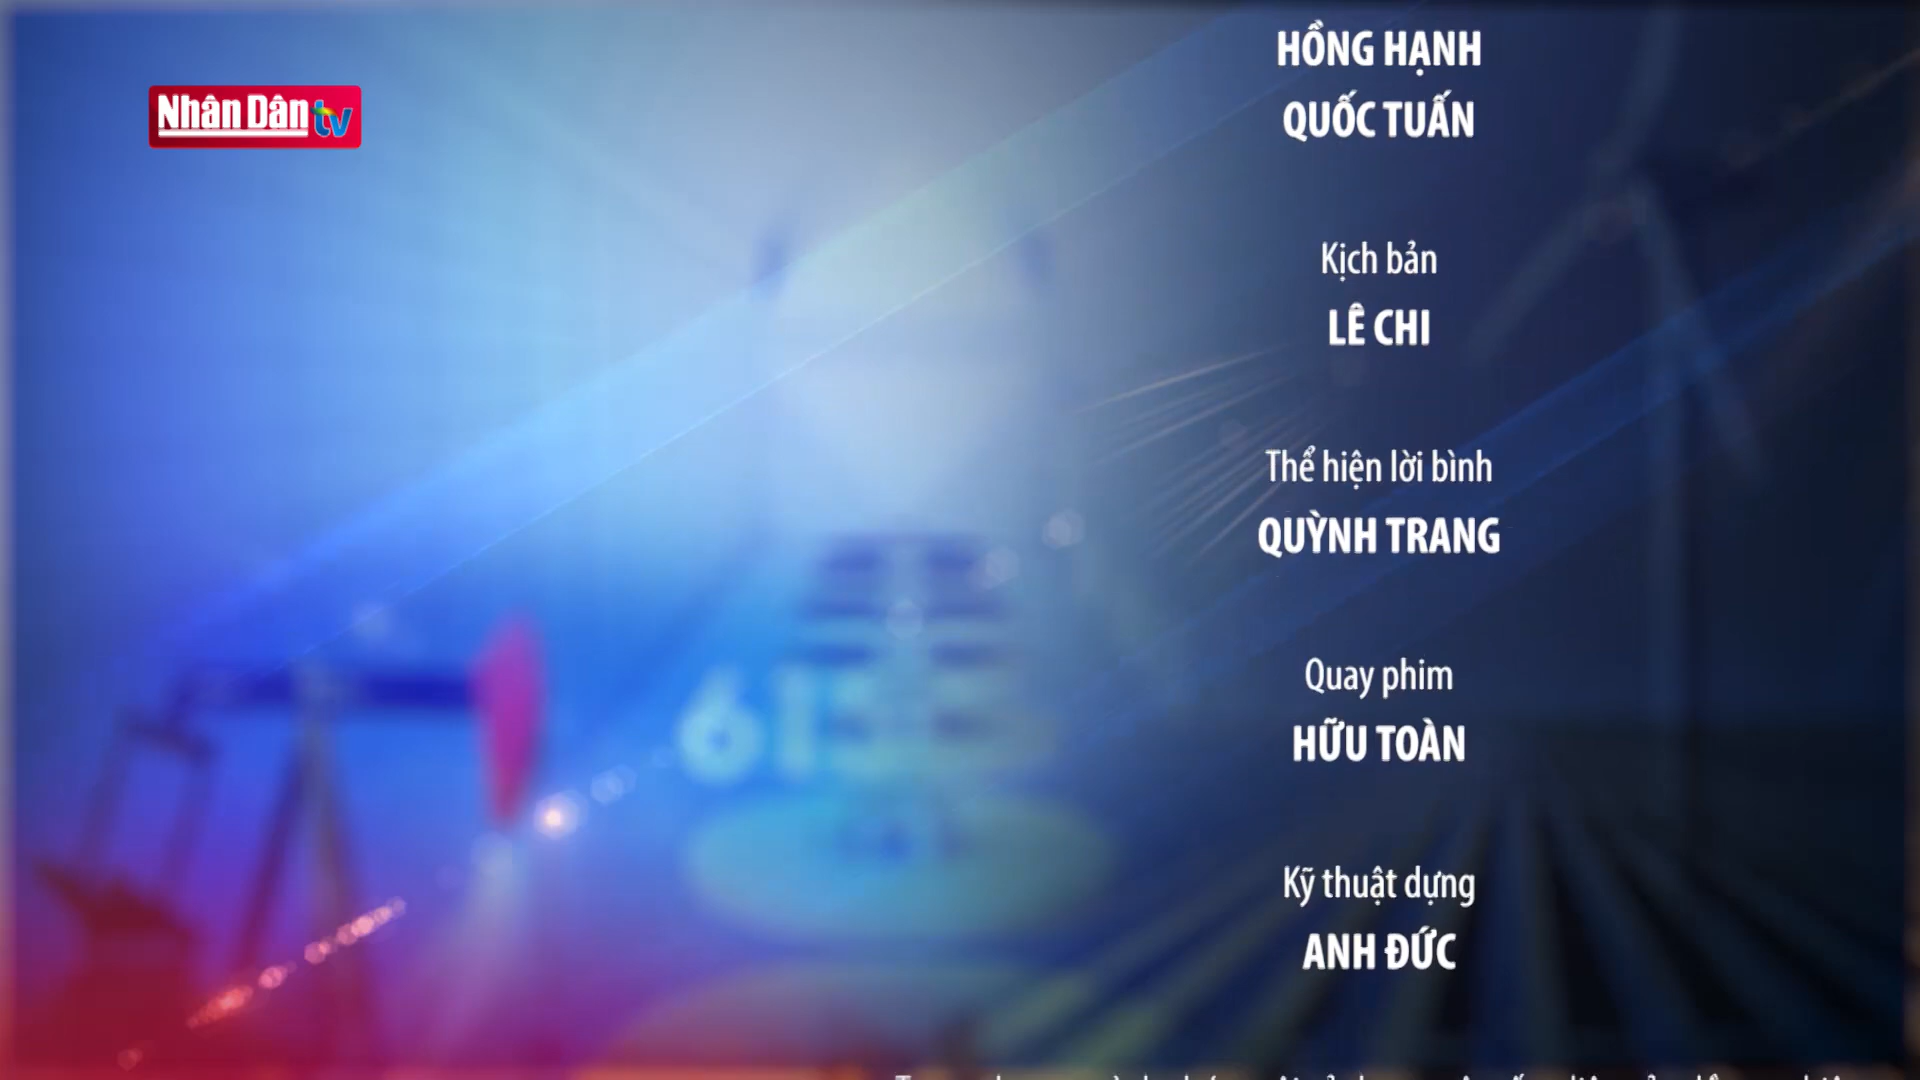 Nhân Dân tv
HỒNG HẠNH
QUỐC TUẤN
Kịch bản
LÊ CHI
Thể hiện lời bình
QUỲNH TRANG
Quay phim
HỮU TOÀN
Kỹ thuật dựng
ANH ĐỨC
61